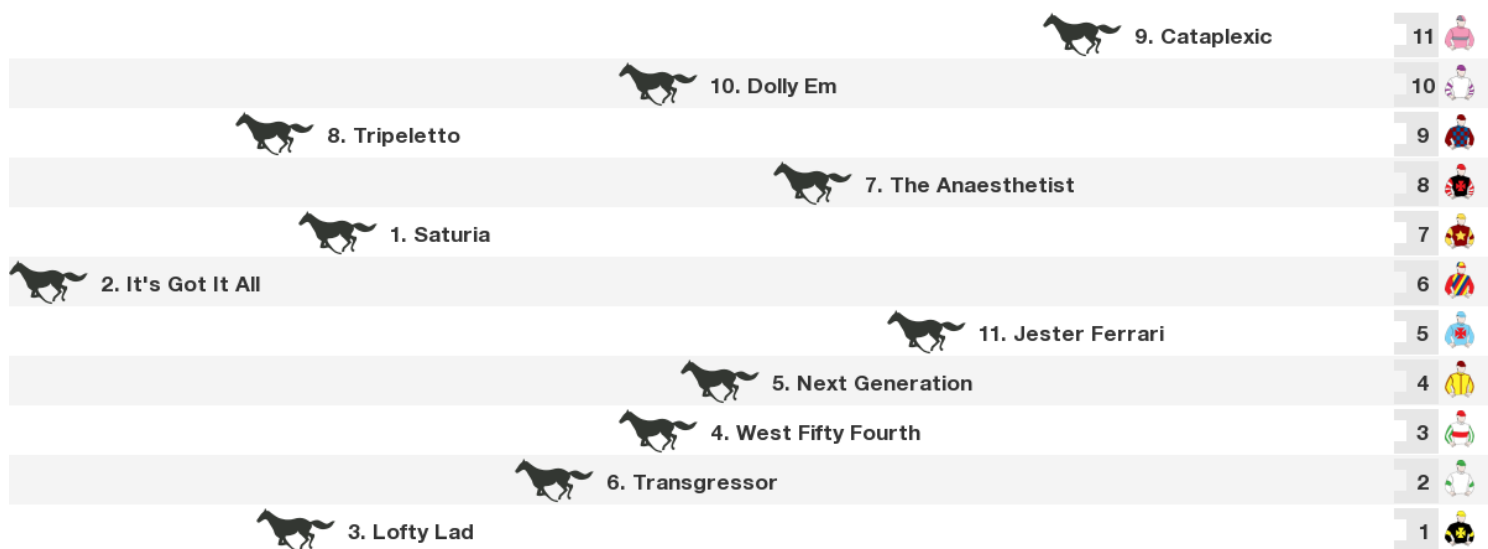 9. Cataplexic 11
10. Dolly Em 10
8. Tripeletto 9
7. The Anaesthetist 8
1. Saturia 7
2. It's Got It All 6
11. Jester Ferrari 5
5. Next Generation 4
4. West Fifty Fourth 3
6. Transgressor 2
3. Lofty Lad 1